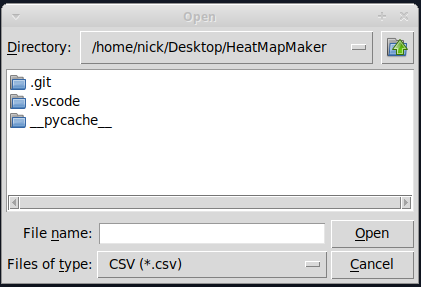 Open
Directory: /home/nick/Desktop/HeatMapMaker
.git
.vscode
__pycache__
File name: Open
Files of type: CSV (*.csv) Cancel